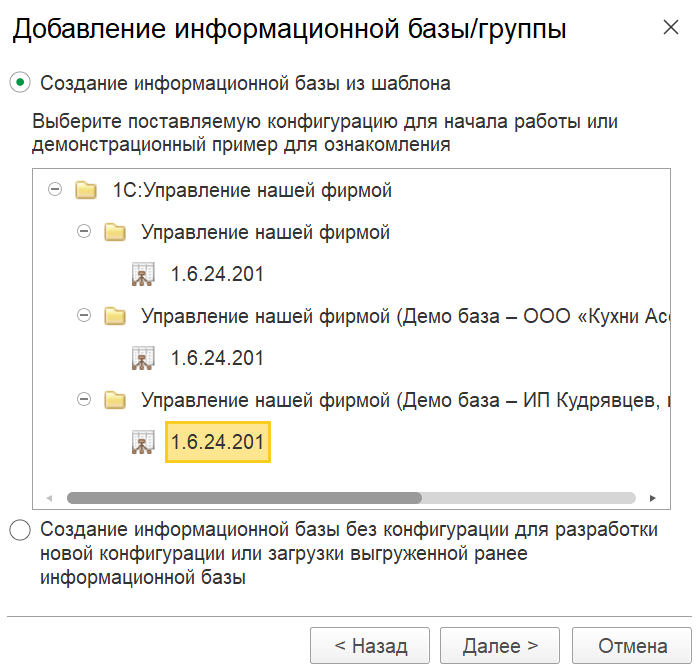 Добавление информационной базы/группы
Создание информационной базы из шаблона
Выберите поставляемую конфигурацию для начала работы или
демонстрационный пример для ознакомления
1С:Управление нашей фирмой
Управление нашей фирмой
1.6.24.201
Управление нашей фирмой (Демо база – ООО «Кухни Асс
1.6.24.201
Управление нашей фирмой (Демо база – ИП Кудрявцев,
1.6.24.201
Создание информационной базы без конфигурации для разработки
новой конфигурации или загрузки выгруженной ранее
информационной базы
< Назад
Далее >
Отмена